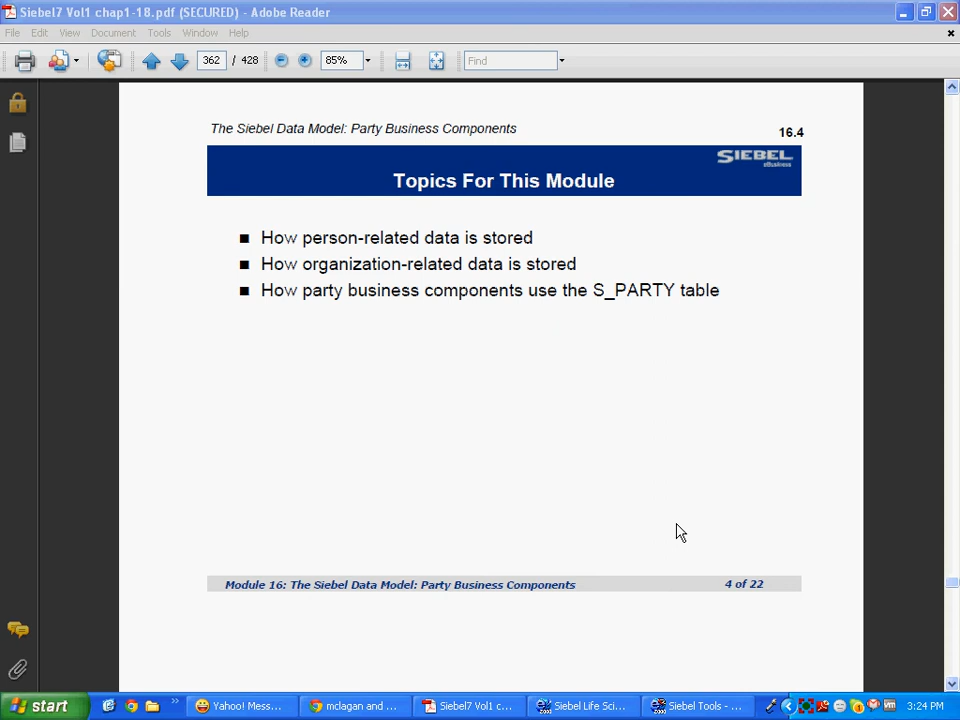 Siebel7 Vol1 chap1-18.pdf (SECURED) - Adobe Reader
File Edit View Document Tools Window Help
362 / 428 85% Find
The Siebel Data Model: Party Business Components
16.4
SIEBEL
eBusiness
Topics For This Module
How person-related data is stored
How organization-related data is stored
How party business components use the S_PARTY table
Module 16: The Siebel Data Model: Party Business Components 4 of 22
start Yahoo! Mess... mclagan and ... Siebel7 Vol1 c... Siebel Life Sci... Siebel Tools - ... 3:24 PM